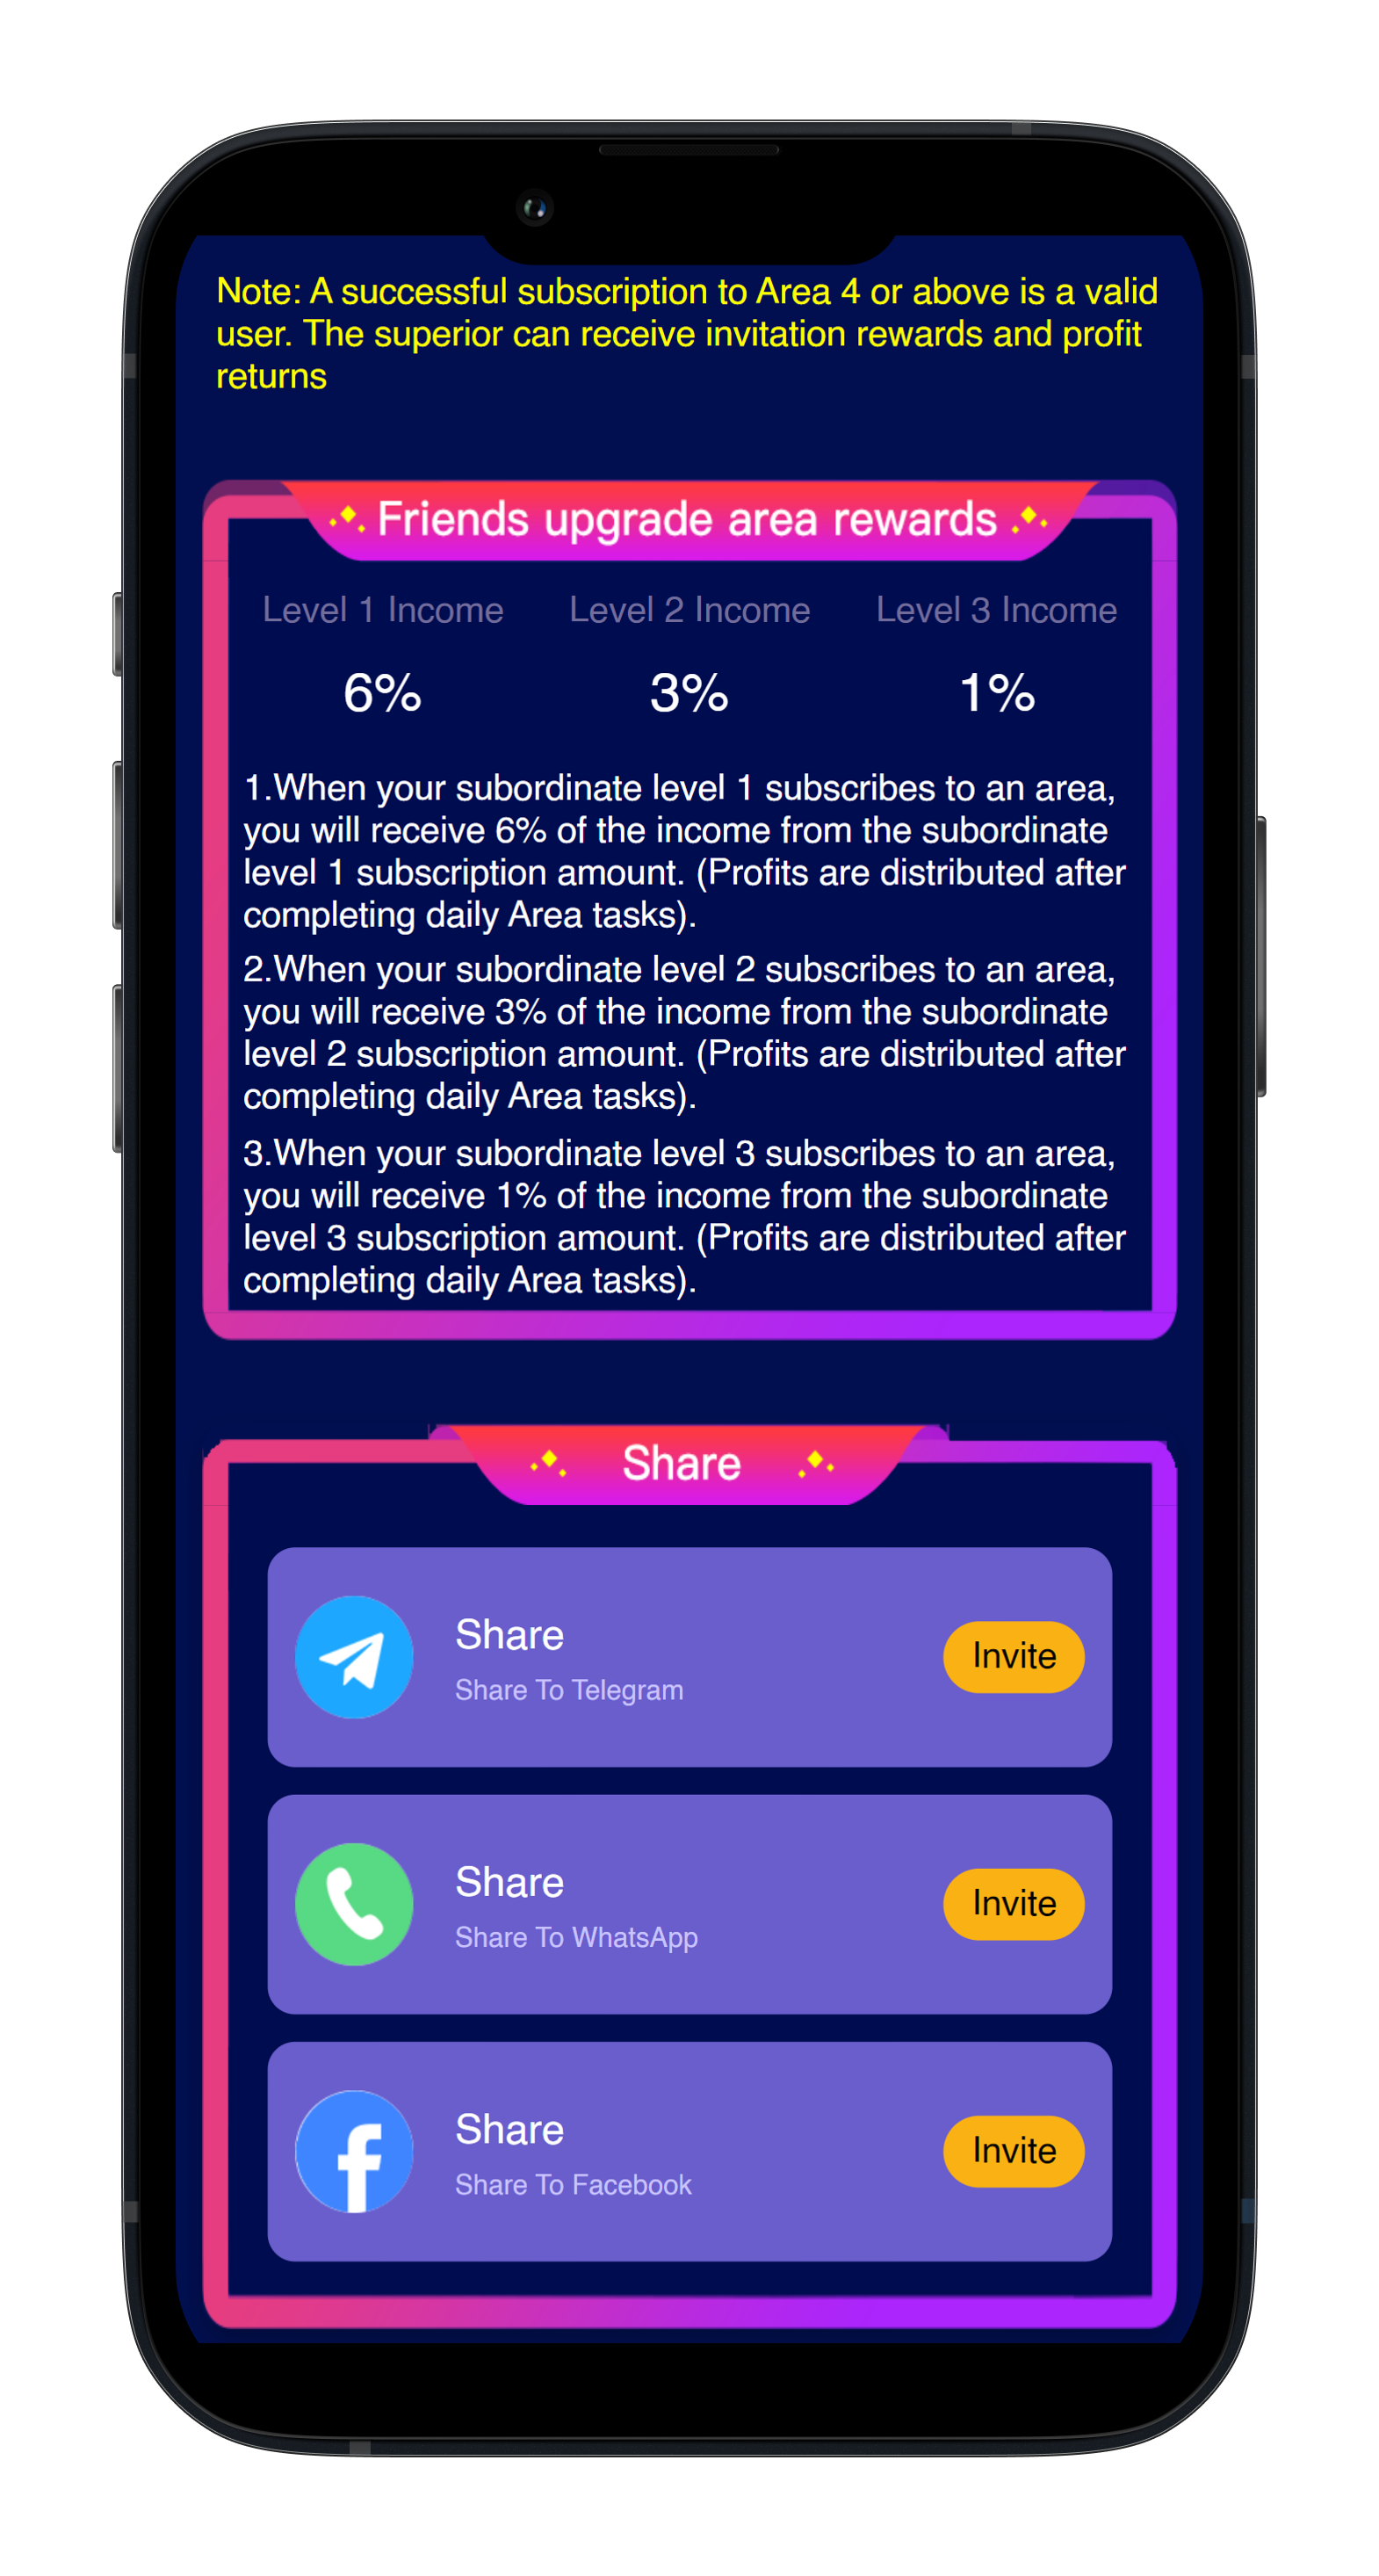 Note: A successful subscription to Area 4 or above is a valid
user. The superior can receive invitation rewards and profit
returns
Friends upgrade area rewards
Level 1 Income Level 2 Income Level 3 Income
6% 3% 1%
1.When your subordinate level 1 subscribes to an area,
you will receive 6% of the income from the subordinate
level 1 subscription amount. (Profits are distributed after
completing daily Area tasks).
2.When your subordinate level 2 subscribes to an area,
you will receive 3% of the income from the subordinate
level 2 subscription amount. (Profits are distributed after
completing daily Area tasks).
3.When your subordinate level 3 subscribes to an area,
you will receive 1% of the income from the subordinate
level 3 subscription amount. (Profits are distributed after
completing daily Area tasks).
Share
Share
Share To Telegram
Invite
Share
Share To WhatsApp
Invite
Share
Share To Facebook
Invite